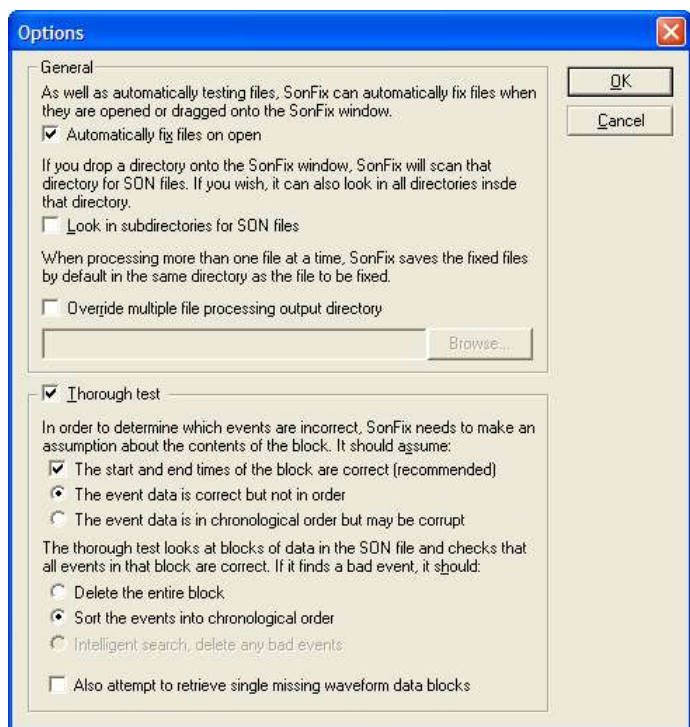 Options
General
OK
Cancel
As well as automatically testing files, SonFix can automatically fix files when
they are opened or dragged onto the SonFix window.
Automatically fix files on open
If you drop a directory onto the SonFix window, SonFix will scan that
directory for SON files. If you wish, it can also look in all directories insde
that directory.
Look in subdirectories for SON files
When processing more than one file at a time, SonFix saves the fixed files
by default in the same directory as the file to be fixed.
Override multiple file processing output directory
Browse...
Thorough test
In order to determine which events are incorrect, SonFix needs to make an
assumption about the contents of the block. It should assume:
The start and end times of the block are correct (recommended)
The event data is correct but not in order
The event data is in chronological order but may be corrupt
The thorough test looks at blocks of data in the SON file and checks that
all events in that block are correct. If it finds a bad event, it should:
Delete the entire block
Sort the events into chronological order
Intelligent search, delete any bad events
Also attempt to retrieve single missing waveform data blocks